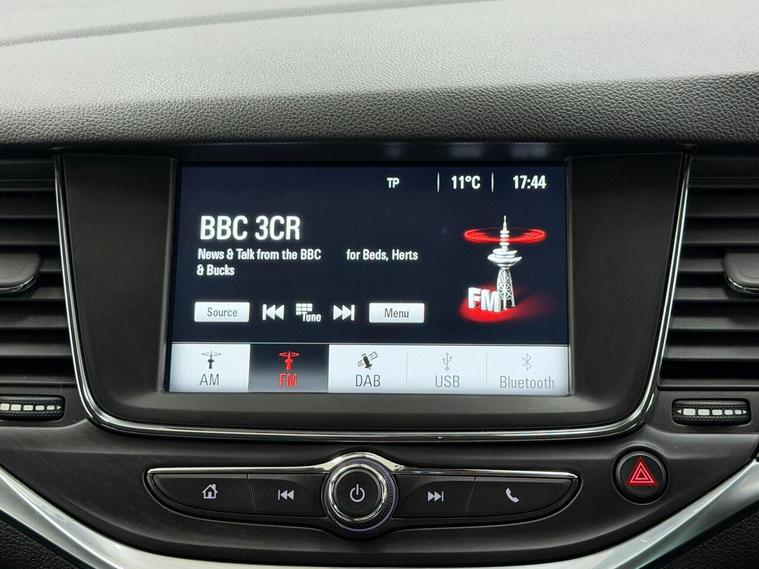 TP 11°C 17:44
BBC 3CR
News & Talk from the BBC for Beds, Herts
& Bucks
FM
Source Tune Menu
AM FM DAB USB Bluetooth